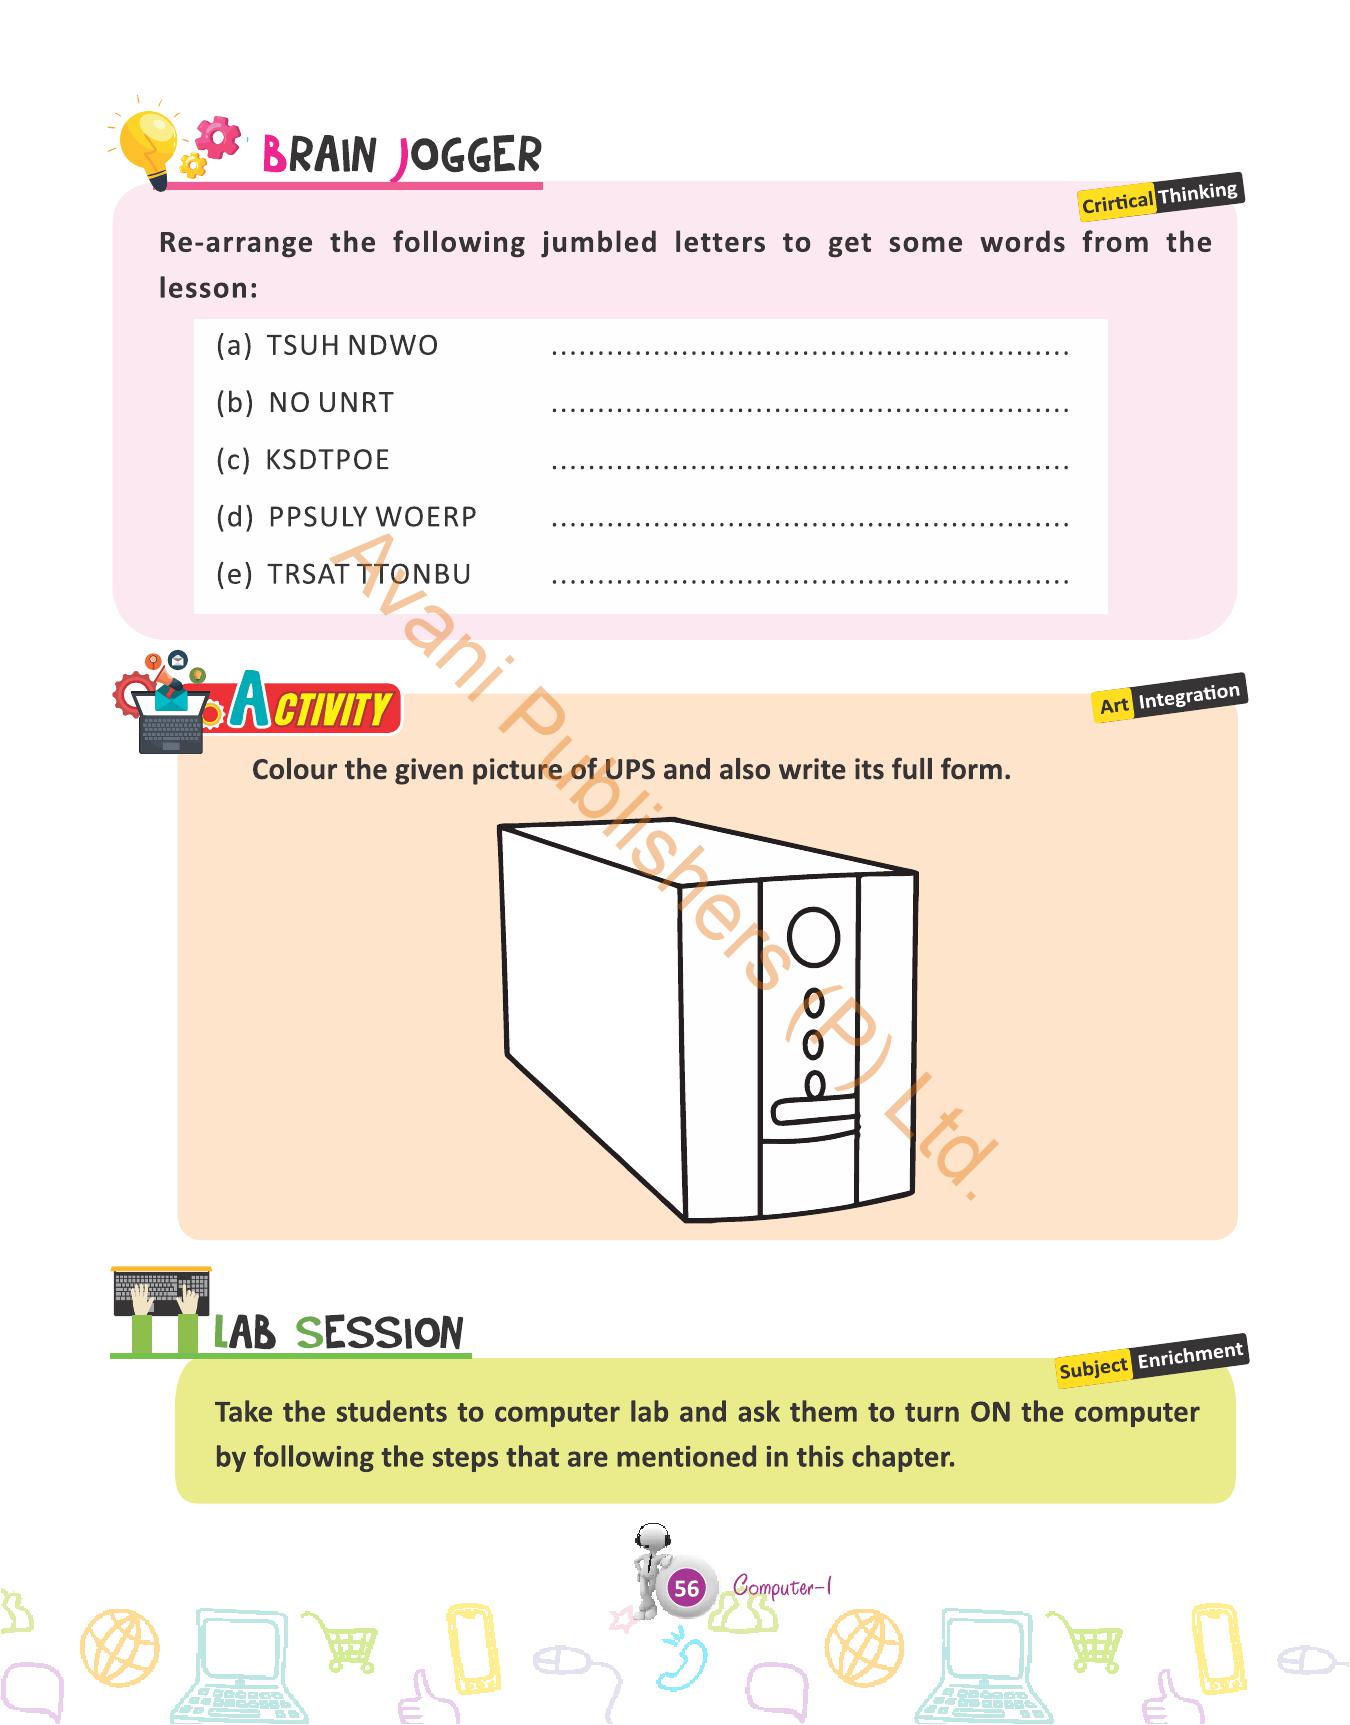 BRAIN JOGGER
Crirtical Thinking
Re-arrange the following jumbled letters to get some words from the
lesson:
(a) TSUH NDWO ........................................................
(b) NO UNRT ........................................................
(c) KSDTPOE ........................................................
(d) PPSULY WOERP ........................................................
(e) TRSAT TTONBU ........................................................
ACTIVITY
Art Integration
Colour the given picture of UPS and also write its full form.
Avani Publishers (P) Ltd.
LAB SESSION
Subject Enrichment
Take the students to computer lab and ask them to turn ON the computer
by following the steps that are mentioned in this chapter.
56 Computer-1